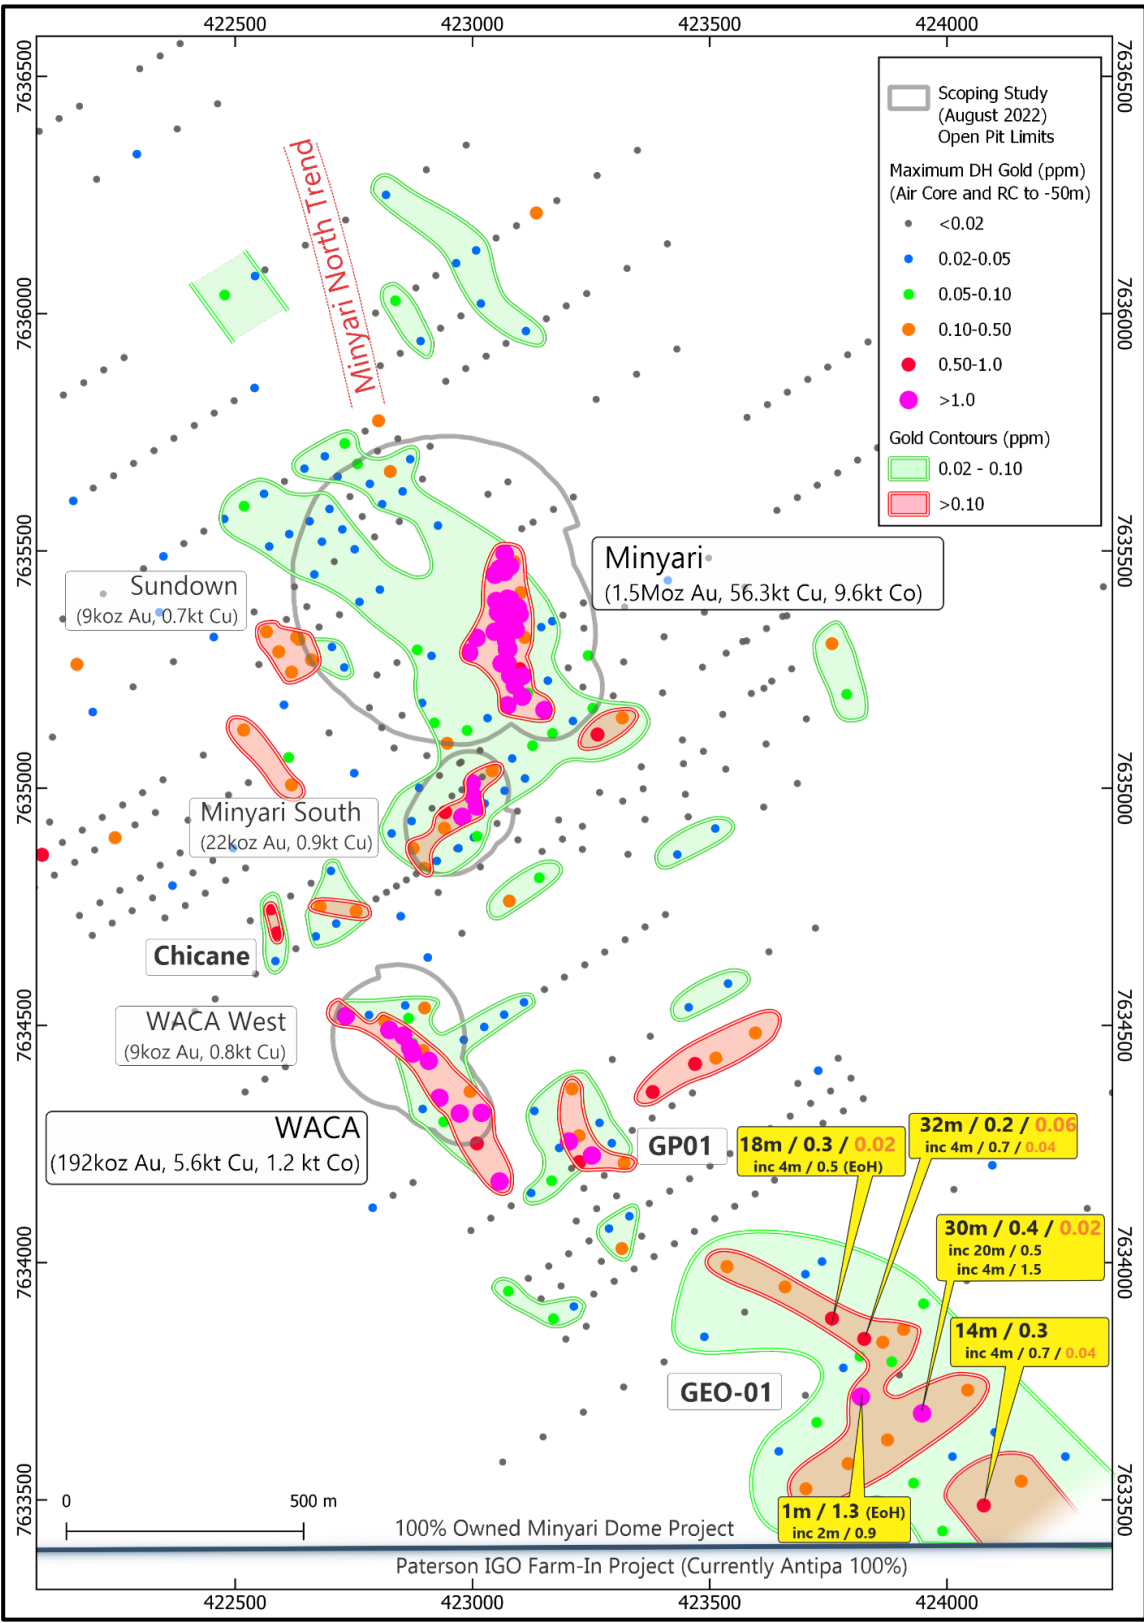 422500 423000 423500 424000
7636500
7636000
7635500
7635000
7634500
7634000
7633500
7636500
7636000
7635500
7635000
7634500
7634000
7633500
Scoping Study
(August 2022)
Open Pit Limits
Maximum DH Gold (ppm)
(Air Core and RC to -50m)
<0.02
0.02-0.05
0.05-0.10
0.10-0.50
0.50-1.0
>1.0
Gold Contours (ppm)
0.02 - 0.10
>0.10
Minyari North Trend
Minyari
(1.5Moz Au, 56.3kt Cu, 9.6kt Co)
Sundown
(9koz Au, 0.7kt Cu)
Minyari South
(22koz Au, 0.9kt Cu)
Chicane
WACA West
(9koz Au, 0.8kt Cu)
WACA
(192koz Au, 5.6kt Cu, 1.2 kt Co)
GP01
18m / 0.3 / 0.02
inc 4m / 0.5 (EoH)
32m / 0.2 / 0.06
inc 4m / 0.7 / 0.04
30m / 0.4 / 0.02
inc 20m / 0.5
inc 4m / 1.5
14m / 0.3
inc 4m / 0.7 / 0.04
GEO-01
1m / 1.3 (EoH)
inc 2m / 0.9
0 500 m
100% Owned Minyari Dome Project
Paterson IGO Farm-In Project (Currently Antipa 100%)
422500 423000 423500 424000